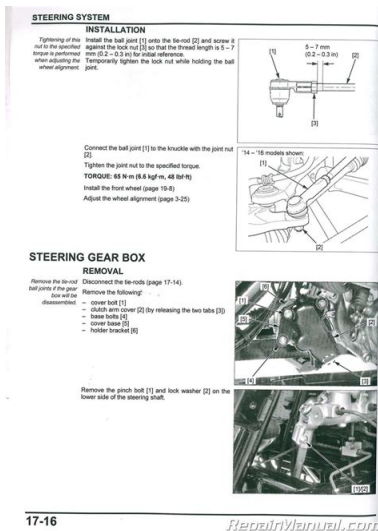 STEERING SYSTEM
INSTALLATION
Tightening of this
nut to the specified
torque is performed
when adjusting the
wheel alignment.
Install the ball joint [1] onto the tie-rod [2] and screw it
against the lock nut [3] so that the thread length is 5 – 7
mm (0.2 – 0.3 in) for initial reference.
Temporarily tighten the lock nut while holding the ball
joint.
5 – 7 mm
(0.2 – 0.3 in)
[1]
[2]
[3]
Connect the ball joint [1] to the knuckle with the joint nut
[2].
Tighten the joint nut to the specified torque.
TORQUE: 65 N·m (6.6 kgf·m, 48 lbf·ft)
Install the front wheel (page 19-8)
Adjust the wheel alignment (page 3-25)
'14 – '16 models shown:
[1]
[2]
STEERING GEAR BOX
REMOVAL
Remove the tie-rod
ball joints if the gear
box will be
disassembled.
Disconnect the tie-rods (page 17-14).
Remove the following:
– cover bolt [1]
– clutch arm cover [2] (by releasing the two tabs [3])
– base bolts [4]
– cover base [5]
– holder bracket [6]
[6]
[1]
[5]
[2]
[4]
[3]
Remove the pinch bolt [1] and lock washer [2] on the
lower side of the steering shaft.
[1]/[2]
17-16
RepairManual.com